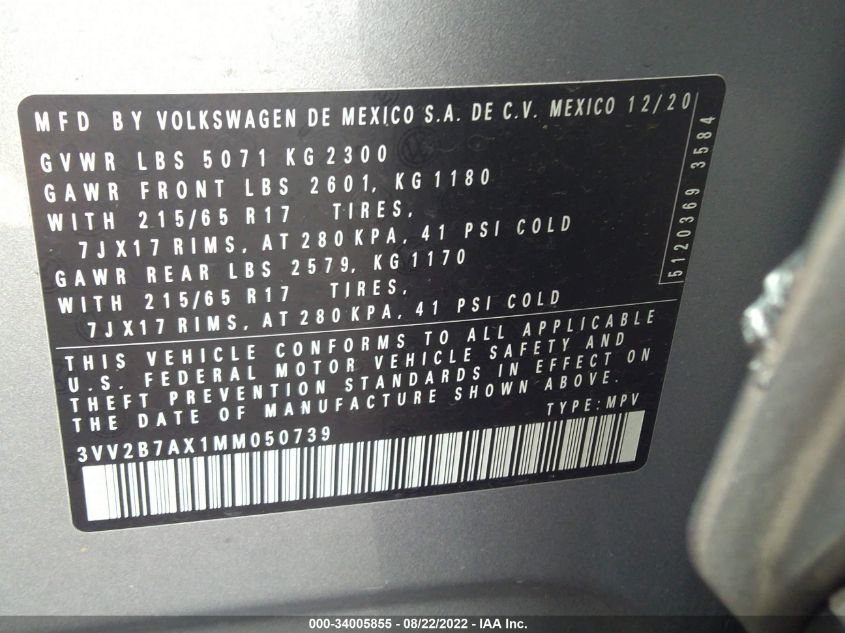 MFD BY VOLKSWAGEN DE MEXICO S.A. DE C.V. MEXICO 12/20
GVWR LBS 5071 KG 2300
GAWR FRONT LBS 2601, KG 1180
WITH 215/65 R17 TIRES,
7JX17 RIMS, AT 280 KPA, 41 PSI COLD
GAWR REAR LBS 2579, KG 1170
WITH 215/65 R17 TIRES,
7JX17 RIMS, AT 280 KPA, 41 PSI COLD
5120369 3584
THIS VEHICLE CONFORMS TO ALL APPLICABLE
U.S. FEDERAL MOTOR VEHICLE SAFETY AND
THEFT PREVENTION STANDARDS IN EFFECT ON
THE DATE OF MANUFACTURE SHOWN ABOVE.
TYPE: MPV
3VV2B7AX1MM050739
000-34005855 - 08/22/2022 - IAA Inc.